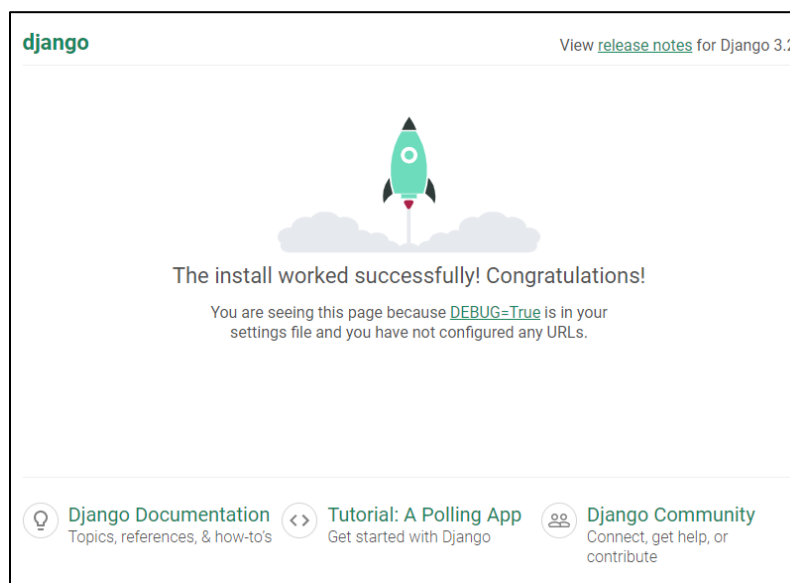 django
View release notes for Django 3.2
The install worked successfully! Congratulations!
You are seeing this page because DEBUG=True is in your
settings file and you have not configured any URLs.
Django Documentation
Topics, references, & how-to's
Tutorial: A Polling App
Get started with Django
Django Community
Connect, get help, or
contribute